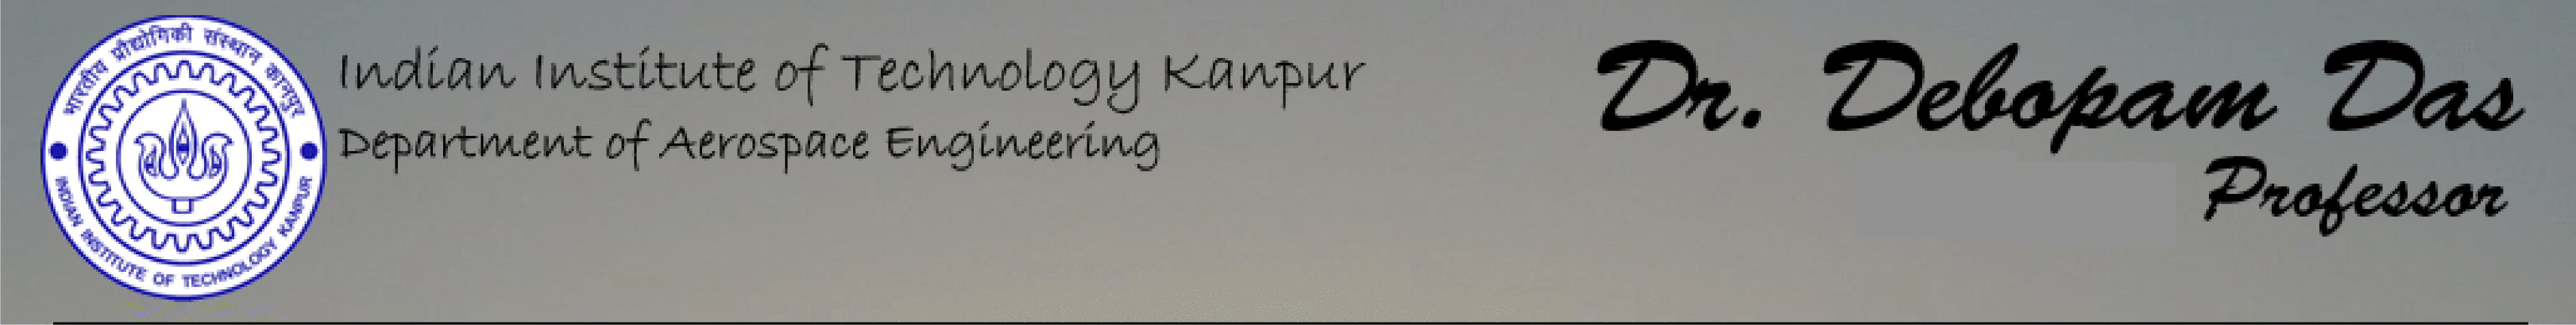 भारतीय प्रौद्योगिकी संस्थान कानपुर
INDIAN INSTITUTE OF TECHNOLOGY KANPUR
Indian Institute of Technology Kanpur
Department of Aerospace Engineering
Dr. Debopam Das
Professor